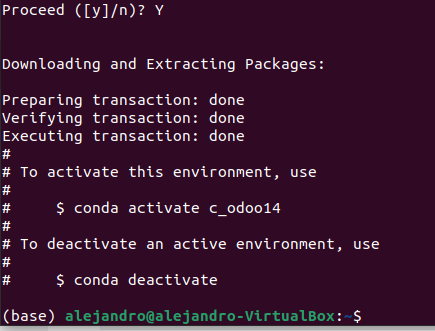 Proceed ([y]/n)? Y
Downloading and Extracting Packages:
Preparing transaction: done
Verifying transaction: done
Executing transaction: done
#
# To activate this environment, use
#
#     $ conda activate c_odoo14
#
# To deactivate an active environment, use
#
#     $ conda deactivate
(base) alejandro@alejandro-VirtualBox:~$